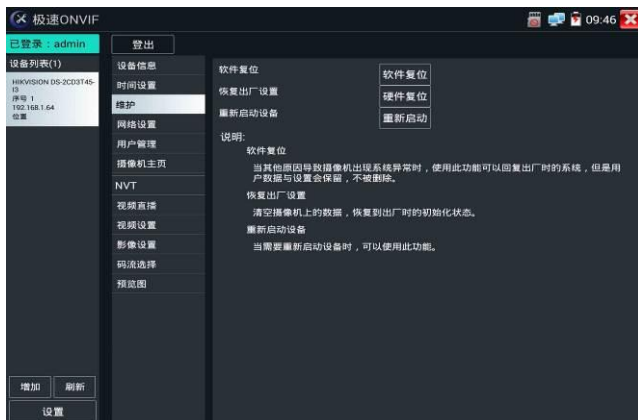 极速ONVIF
09:46
已登录：admin
登出
设备列表(1)
HIKVISION DS-2CD3T45-
I3
序号 1
192.168.1.64
位置
增加
刷新
设置
设备信息
时间设置
维护
网络设置
用户管理
摄像机主页
NVT
视频直播
视频设置
影像设置
码流选择
预览图
软件复位
软件复位
恢复出厂设置
硬件复位
重新启动设备
重新启动
说明:
软件复位
当其他原因导致摄像机出现系统异常时，使用此功能可以回复出厂时的系统，但是用
户数据与设置会保留，不被删除。
恢复出厂设置
清空摄像机上的数据，恢复到出厂时的初始化状态。
重新启动设备
当需要重新启动设备时，可以使用此功能。